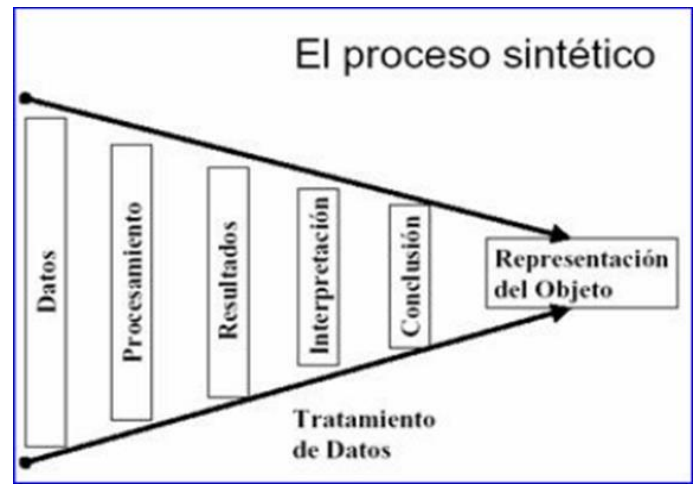 El proceso sintético
Datos
Procesamiento
Resultados
Interpretación
Conclusión
Representación
del Objeto
Tratamiento
de Datos